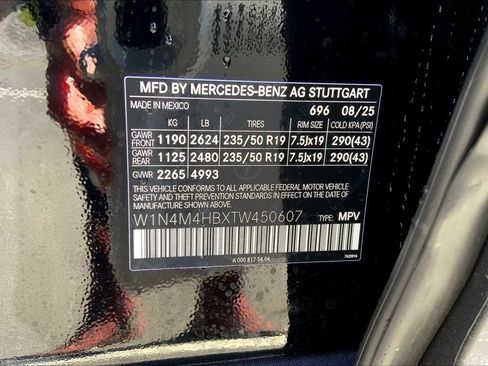 MFD BY MERCEDES-BENZ AG STUTTGART
MADE IN MEXICO 696 08/25
KG LB TIRES RIM SIZE COLD KPA(PSI)
GAWR FRONT 1190 2624 235/50 R19 7.5Jx19 290(43)
GAWR REAR 1125 2480 235/50 R19 7.5Jx19 290(43)
GVWR 2265 4993
THIS VEHICLE CONFORMS TO ALL APPLICABLE FEDERAL MOTOR VEHICLE
SAFETY, BUMPER, AND THEFT PREVENTION STANDARDS IN EFFECT
ON THE DATE OF MANUFACTURE SHOWN ABOVE.
W1N4M4HBXTW450607 TYPE: MPV
A 000 817 54 04